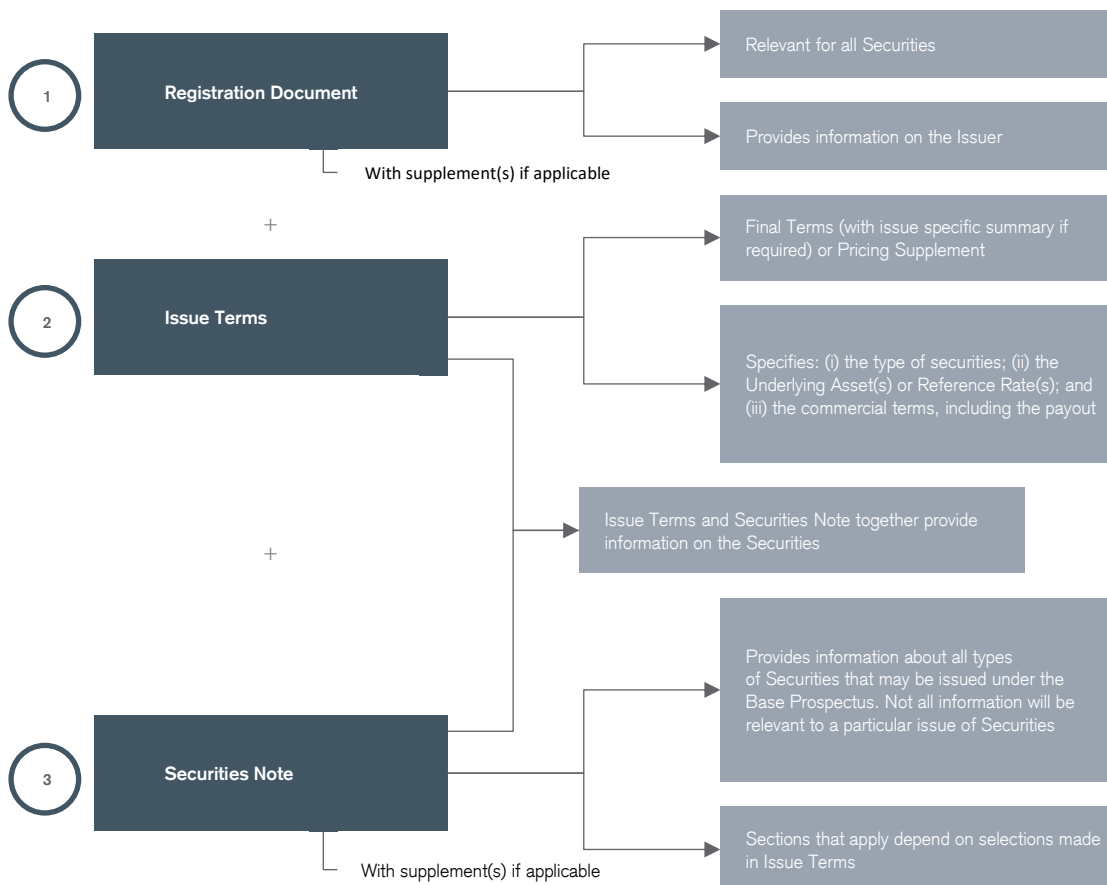 1
Registration Document
With supplement(s) if applicable
Relevant for all Securities
Provides information on the Issuer
+
2
Issue Terms
Final Terms (with issue specific summary if
required) or Pricing Supplement
Specifies: (i) the type of securities; (ii) the
Underlying Asset(s) or Reference Rate(s); and
(iii) the commercial terms, including the payout
Issue Terms and Securities Note together provide
information on the Securities
+
3
Securities Note
With supplement(s) if applicable
Provides information about all types
of Securities that may be issued under the
Base Prospectus. Not all information will be
relevant to a particular issue of Securities
Sections that apply depend on selections made
in Issue Terms